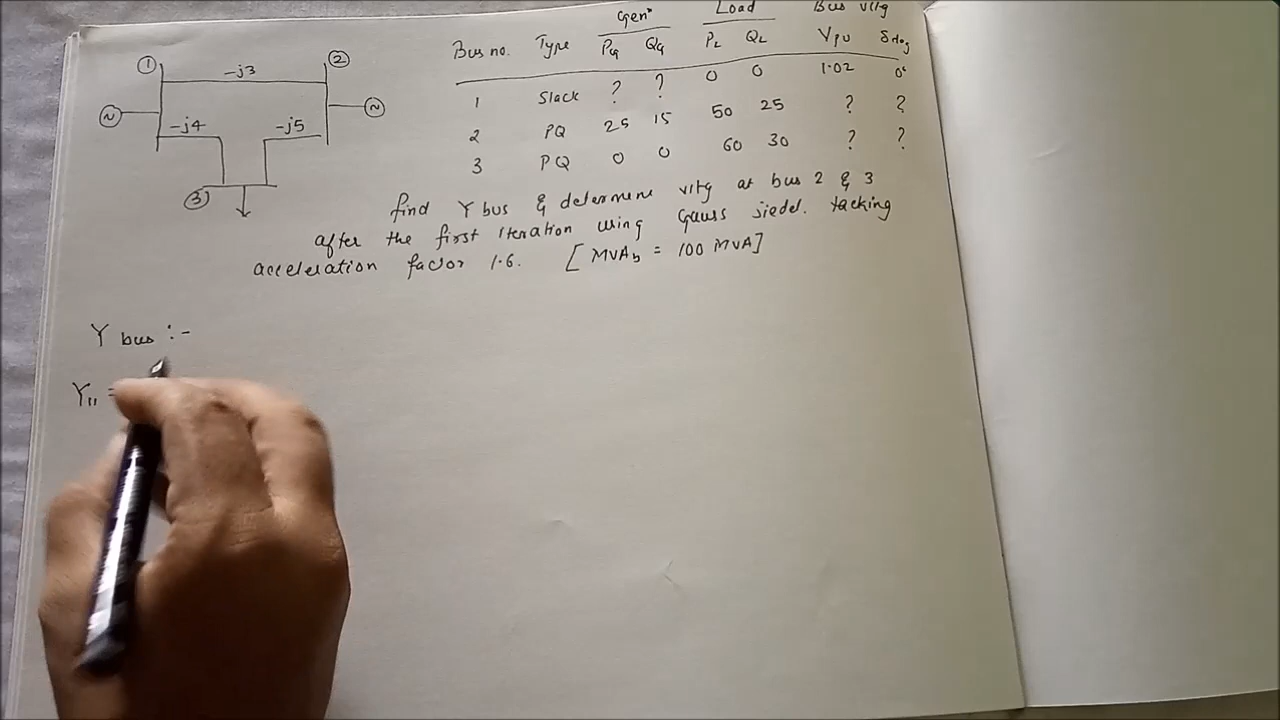 ① -j3 ②
~ ~
-j4 -j5
③
Genⁿ Load Bus vltg
Bus no. Type PG QG PL QL Vpu δdeg
1 Slack ? ? 0 0 1.02 0°
2 PQ 25 15 50 25 ? ?
3 PQ 0 0 60 30 ? ?
find Y bus & determene vltg at bus 2 & 3
after the first iteration using Gauss siedel. tacking
acceleration factor 1.6. [MVAb = 100 MVA]
Y bus :-
Y11 =